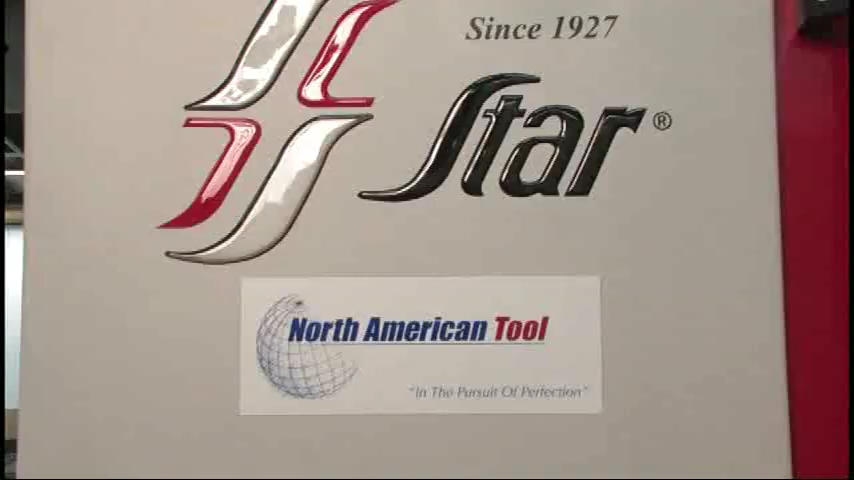 Since 1927
Star®
North American Tool
"In The Pursuit Of Perfection"